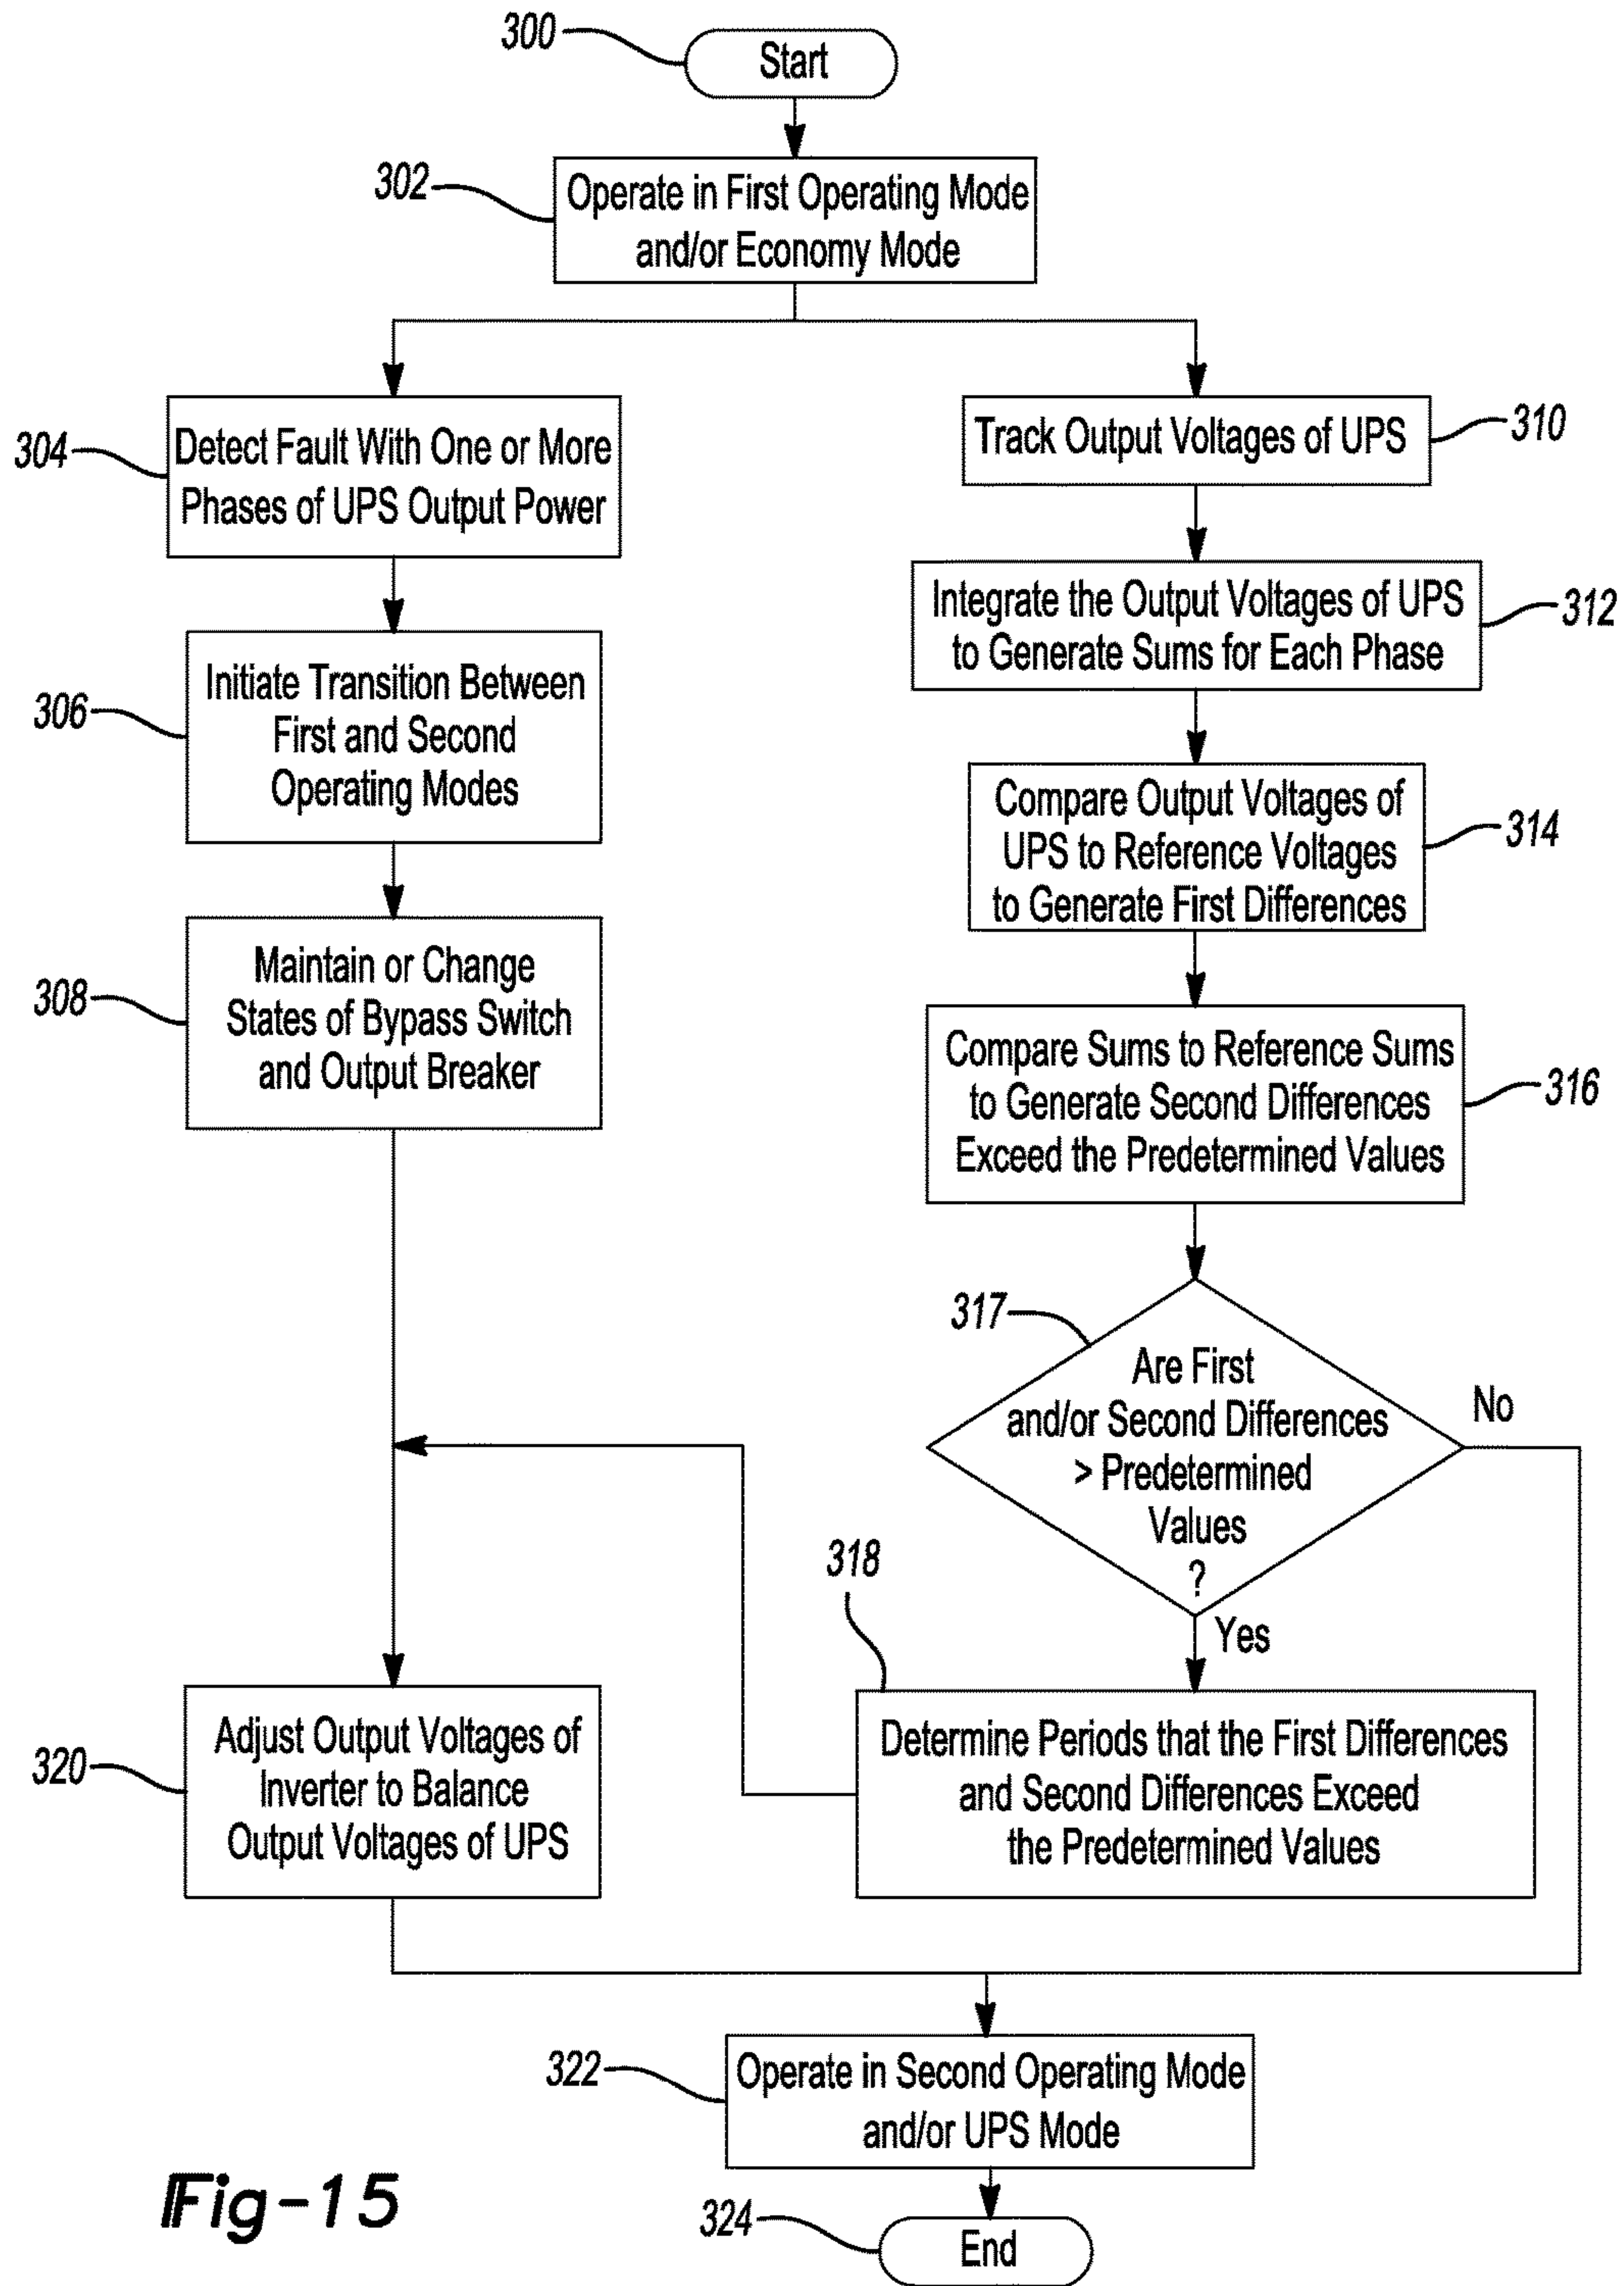 300
Start
302
Operate in First Operating Mode
and/or Economy Mode
304
Detect Fault With One or More
Phases of UPS Output Power
306
Initiate Transition Between
First and Second
Operating Modes
308
Maintain or Change
States of Bypass Switch
and Output Breaker
Track Output Voltages of UPS
310
Integrate the Output Voltages of UPS
to Generate Sums for Each Phase
312
Compare Output Voltages of
UPS to Reference Voltages
to Generate First Differences
314
Compare Sums to Reference Sums
to Generate Second Differences
Exceed the Predetermined Values
316
317
Are First
and/or Second Differences
> Predetermined
Values
?
No
Yes
318
Determine Periods that the First Differences
and Second Differences Exceed
the Predetermined Values
320
Adjust Output Voltages of
Inverter to Balance
Output Voltages of UPS
322
Operate in Second Operating Mode
and/or UPS Mode
324
End
Fig-15